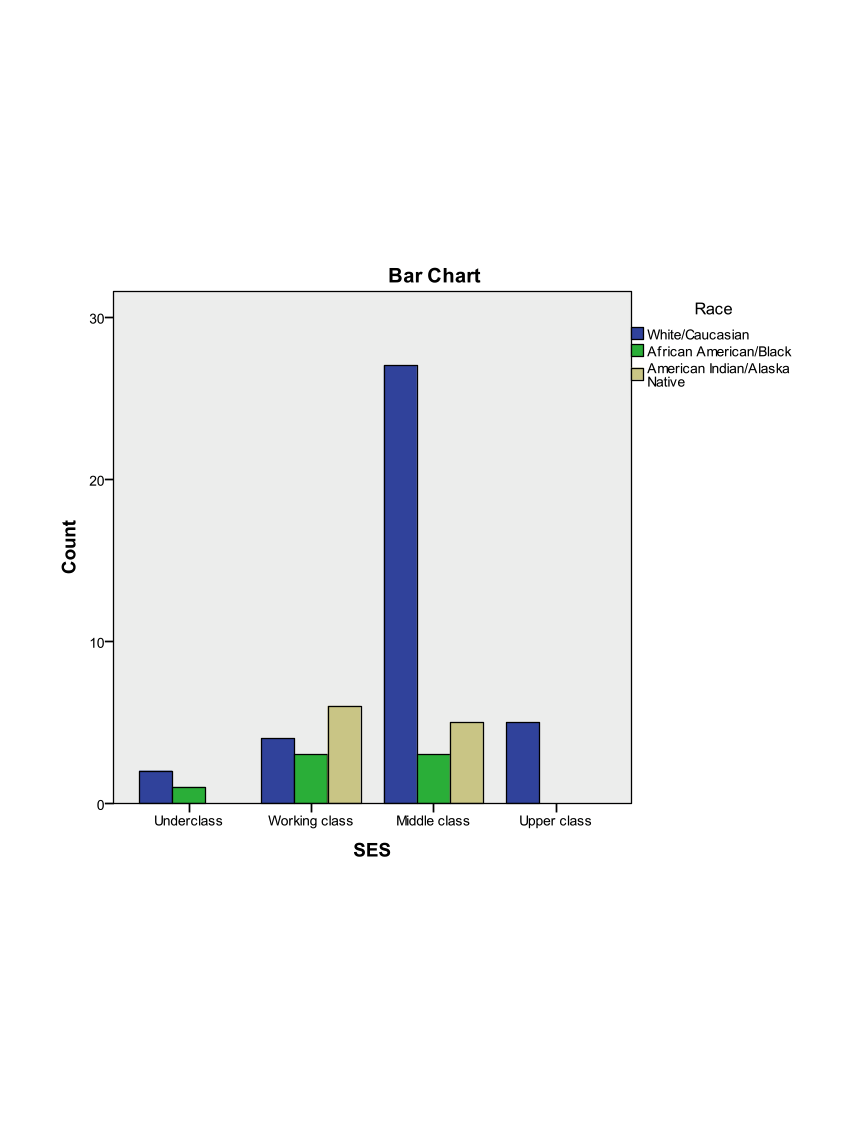 Bar Chart
Race
White/Caucasian
African American/Black
American Indian/Alaska
Native
30
20
10
0
Count
Underclass
Working class
Middle class
Upper class
SES